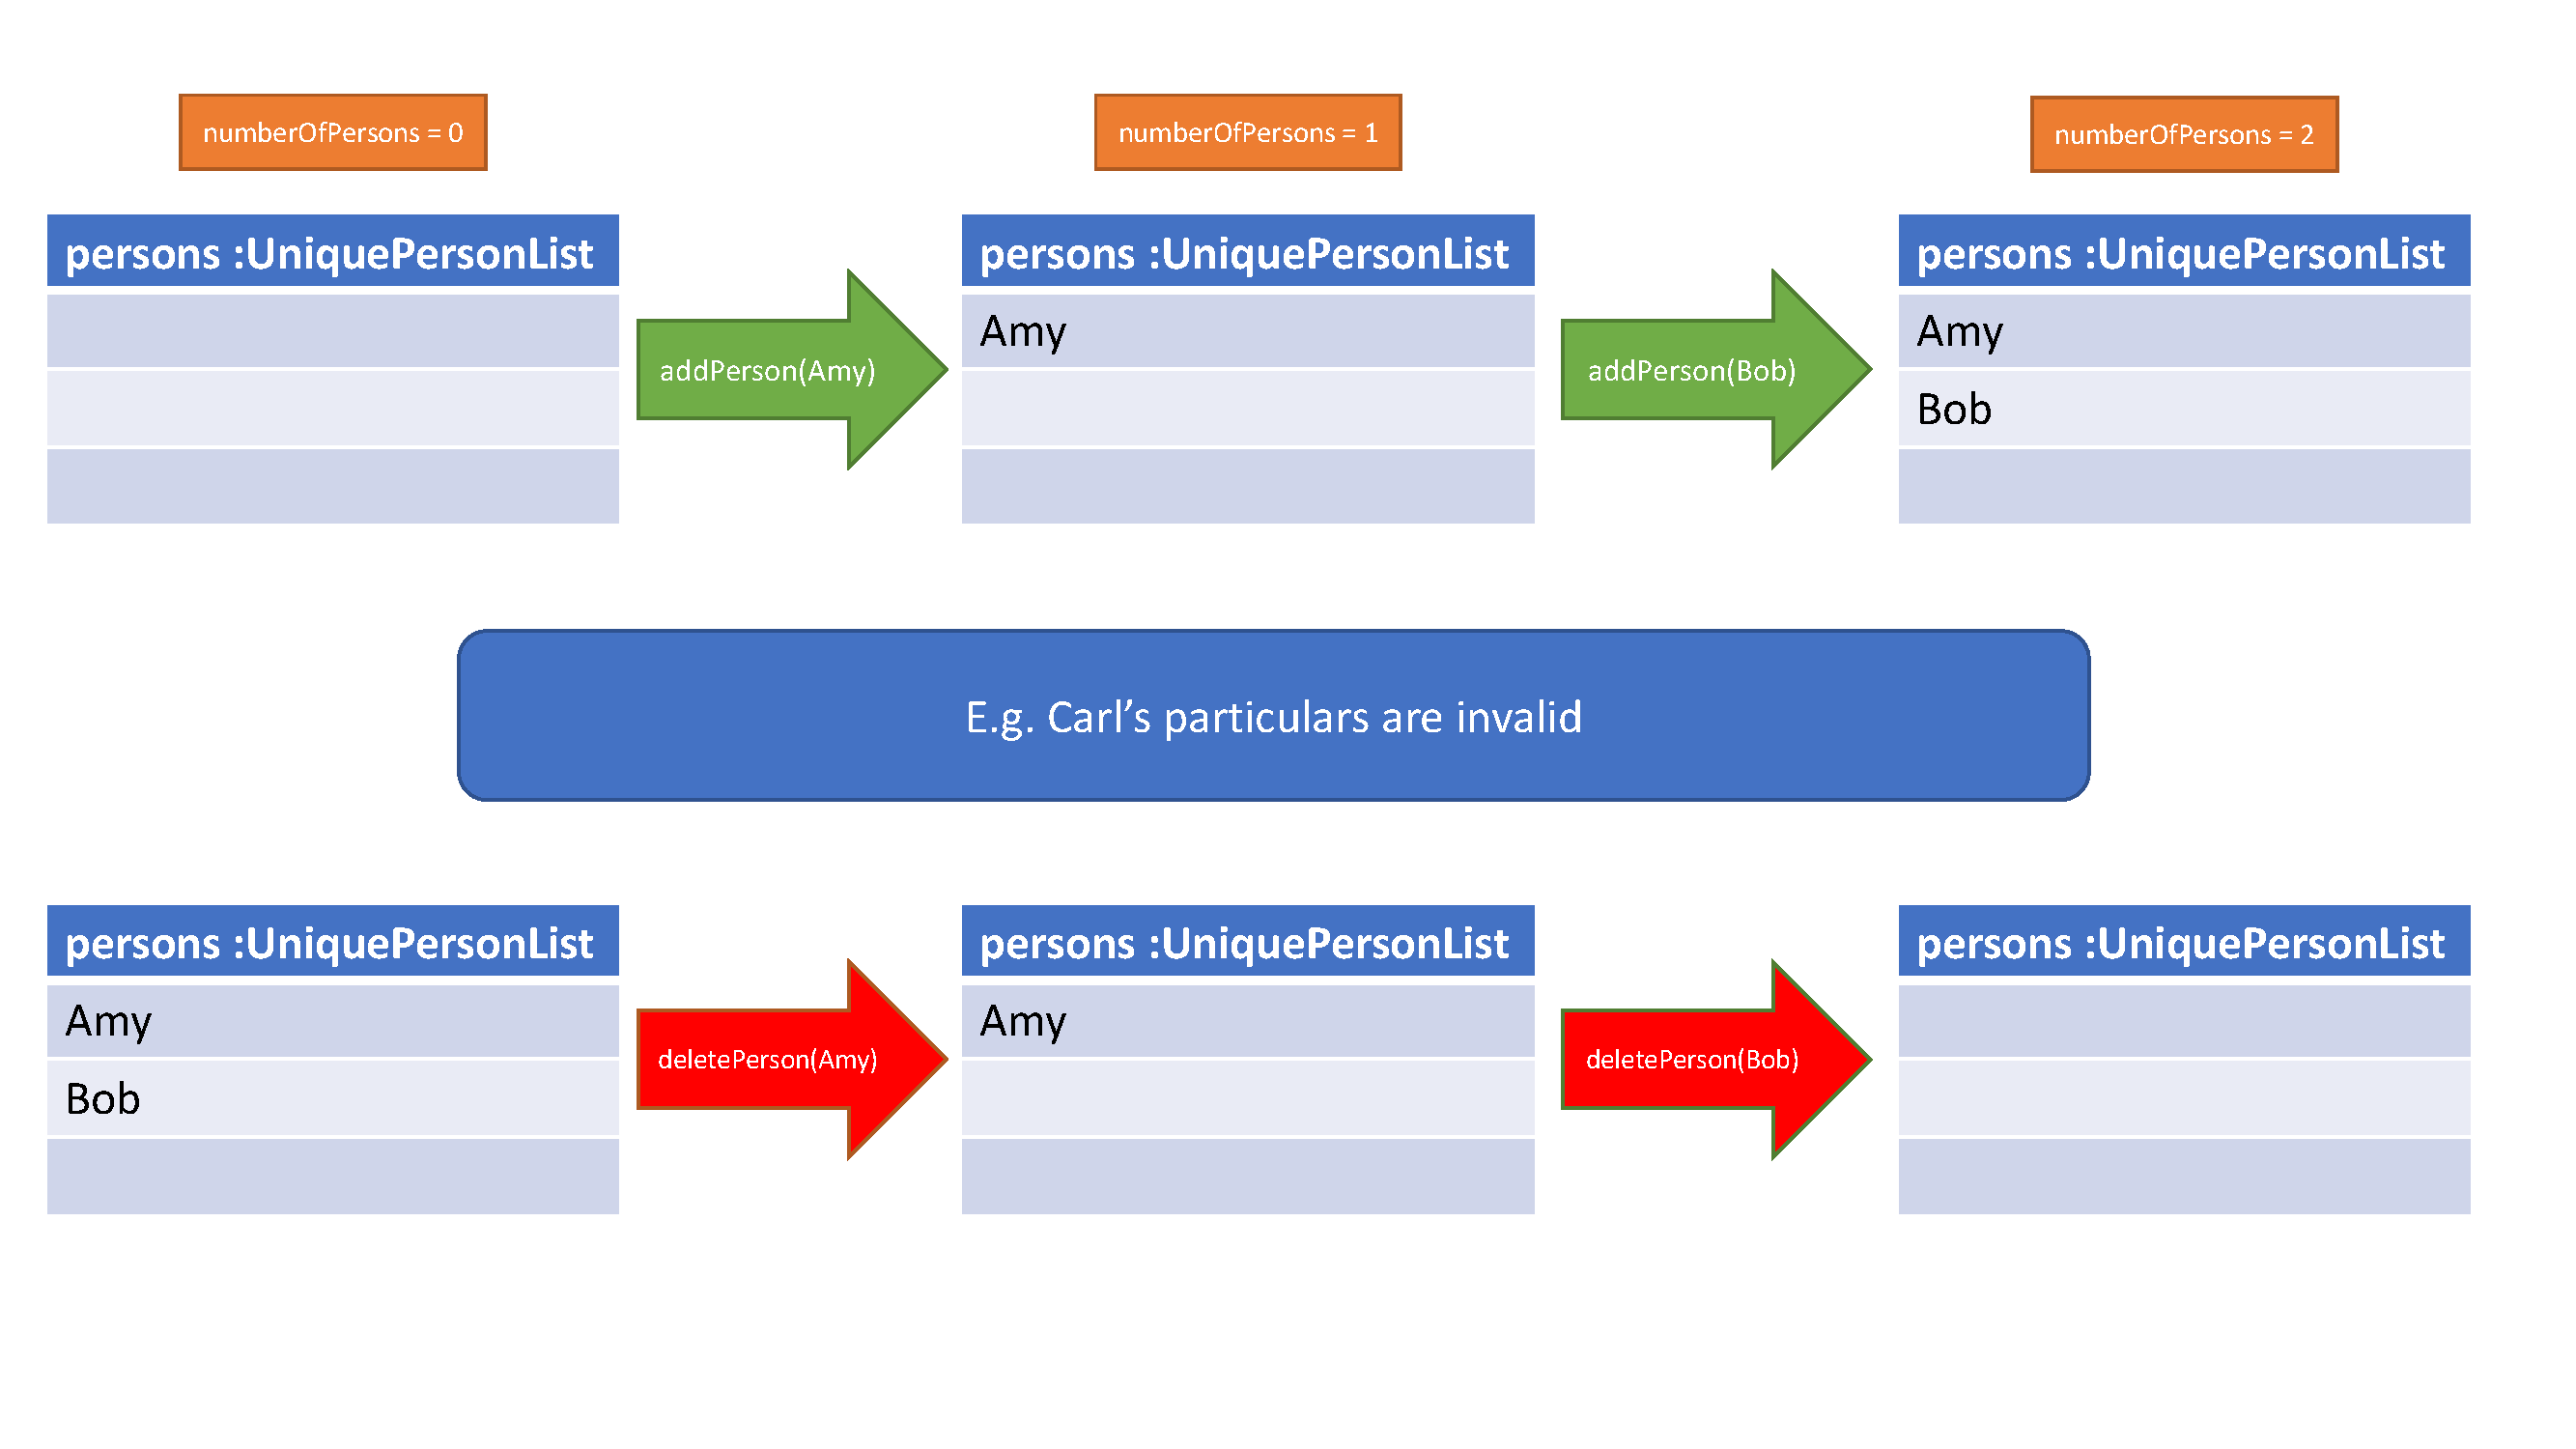 numberOfPersons = 0
numberOfPersons = 1
numberOfPersons = 2
persons :UniquePersonList
persons :UniquePersonList
persons :UniquePersonList
Amy
Amy
addPerson(Amy)
addPerson(Bob)
Bob
E.g. Carl’s particulars are invalid
persons :UniquePersonList
persons :UniquePersonList
persons :UniquePersonList
Amy
Amy
deletePerson(Amy)
deletePerson(Bob)
Bob